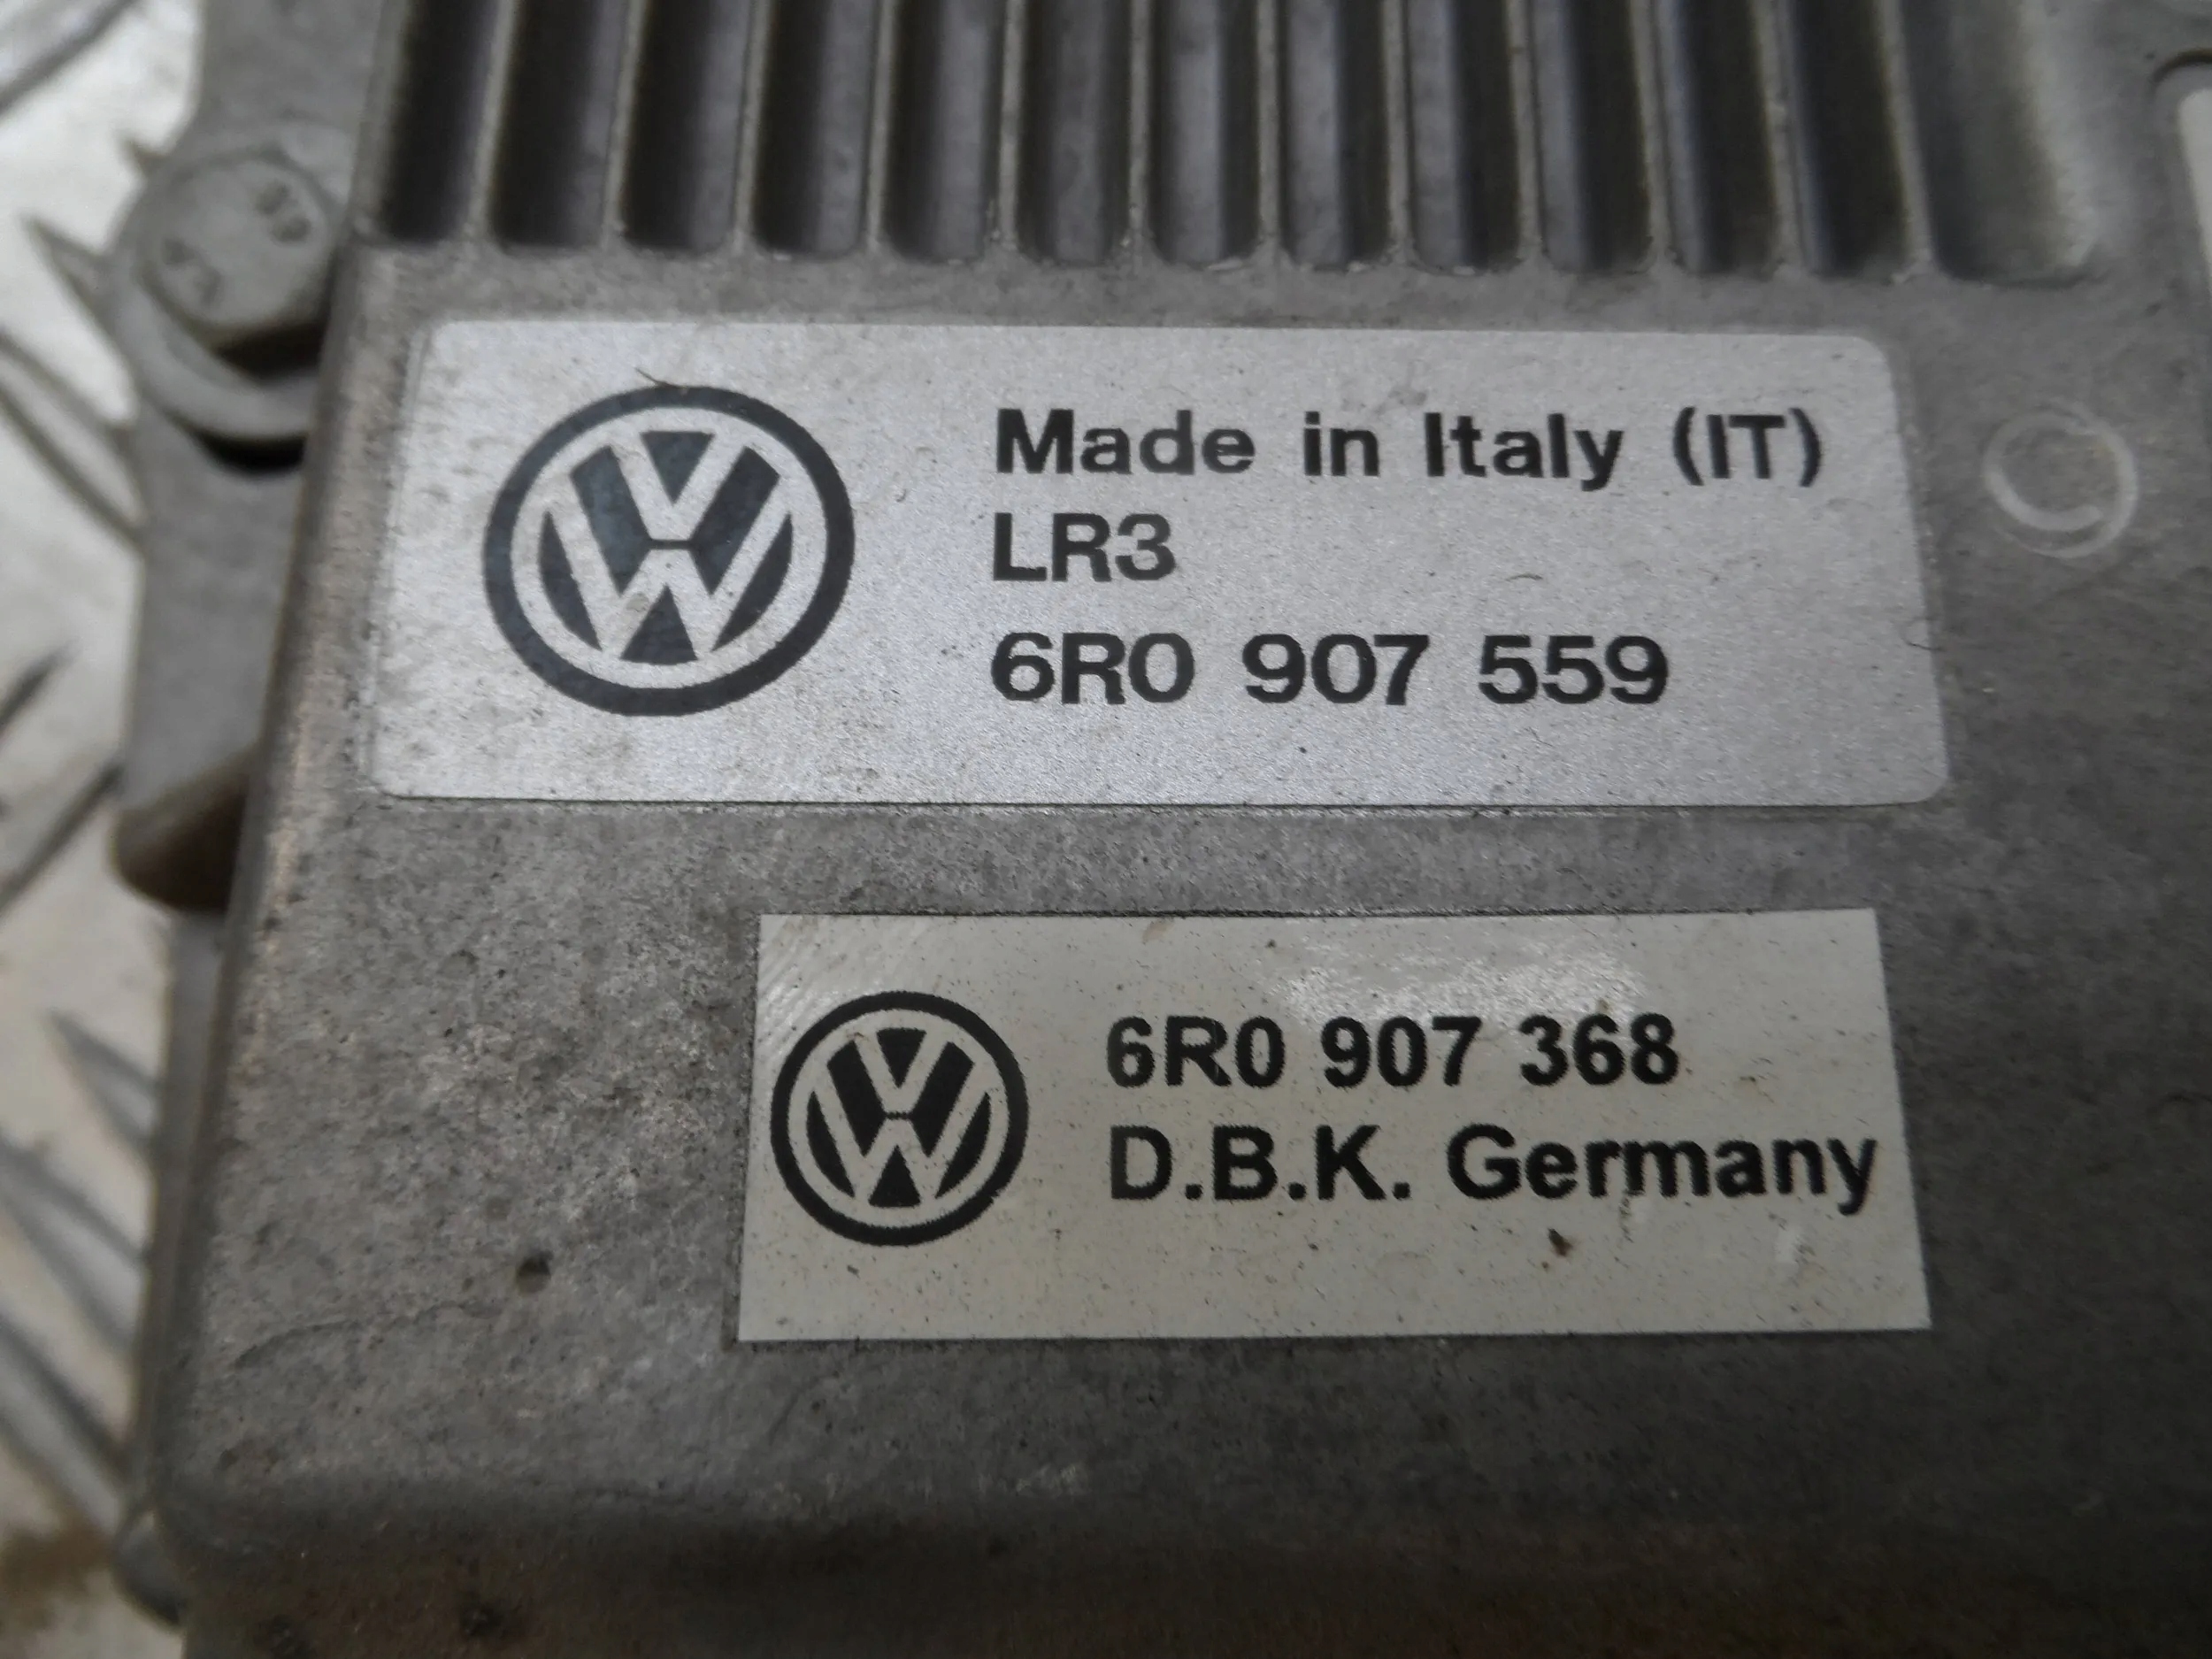 Made in Italy (IT)
LR3
6R0 907 559
6R0 907 368
D.B.K. Germany